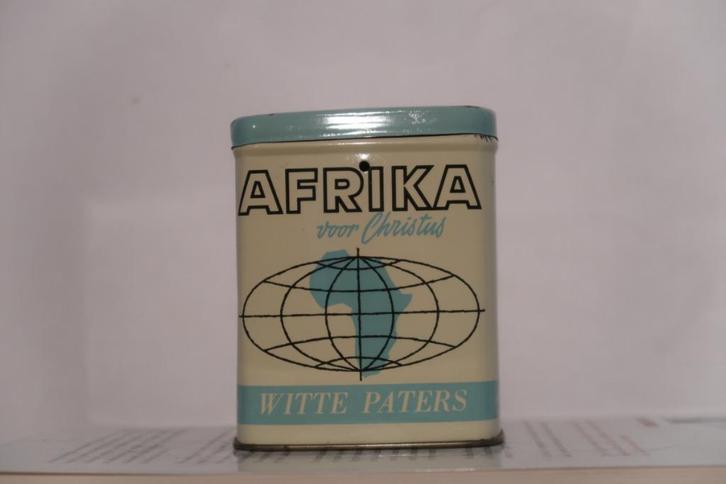 AFRIKA
voor Christus
WITTE PATERS